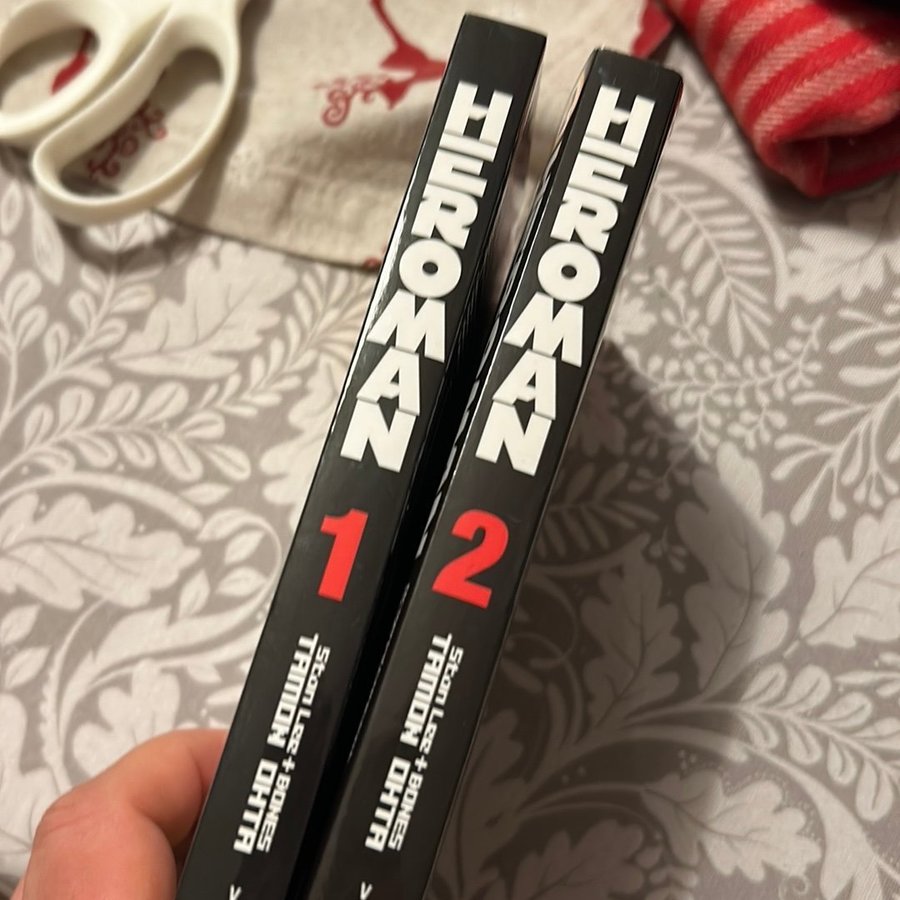 HEROMAN
1
Stan Lee + BONES
TAMON OHTA
HEROMAN
2
Stan Lee + BONES
TAMON OHTA